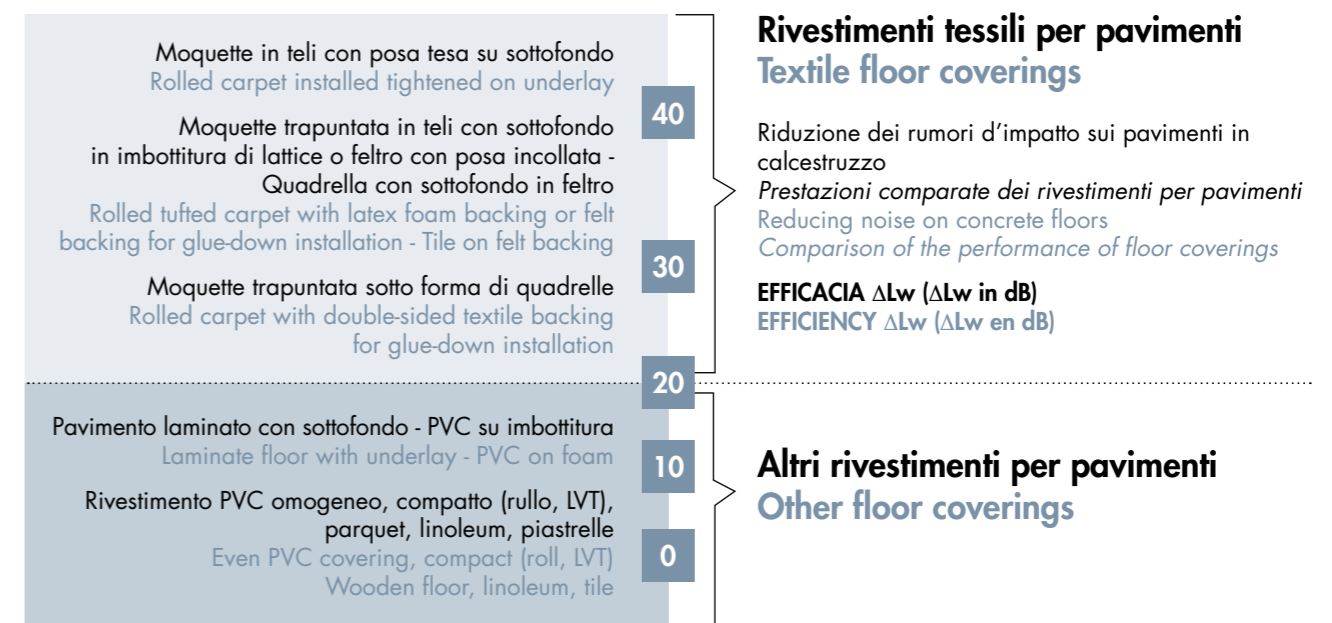 Moquette in teli con posa tesa su sottofondo
Rolled carpet installed tightened on underlay
40
Moquette trapuntata in teli con sottofondo
in imbottitura di lattice o feltro con posa incollata -
Quadrella con sottofondo in feltro
Rolled tufted carpet with latex foam backing or felt
backing for glue-down installation - Tile on felt backing
30
Moquette trapuntata sotto forma di quadrelle
Rolled carpet with double-sided textile backing
for glue-down installation
20
Pavimento laminato con sottofondo - PVC su imbottitura
Laminate floor with underlay - PVC on foam
10
Rivestimento PVC omogeneo, compatto (rullo, LVT),
parquet, linoleum, piastrelle
Even PVC covering, compact (roll, LVT)
Wooden floor, linoleum, tile
0
Rivestimenti tessili per pavimenti
Textile floor coverings
Riduzione dei rumori d’impatto sui pavimenti in
calcestruzzo
Prestazioni comparate dei rivestimenti per pavimenti
Reducing noise on concrete floors
Comparison of the performance of floor coverings
EFFICACIA ∆Lw (∆Lw in dB)
EFFICIENCY ∆Lw (∆Lw en dB)
Altri rivestimenti per pavimenti
Other floor coverings